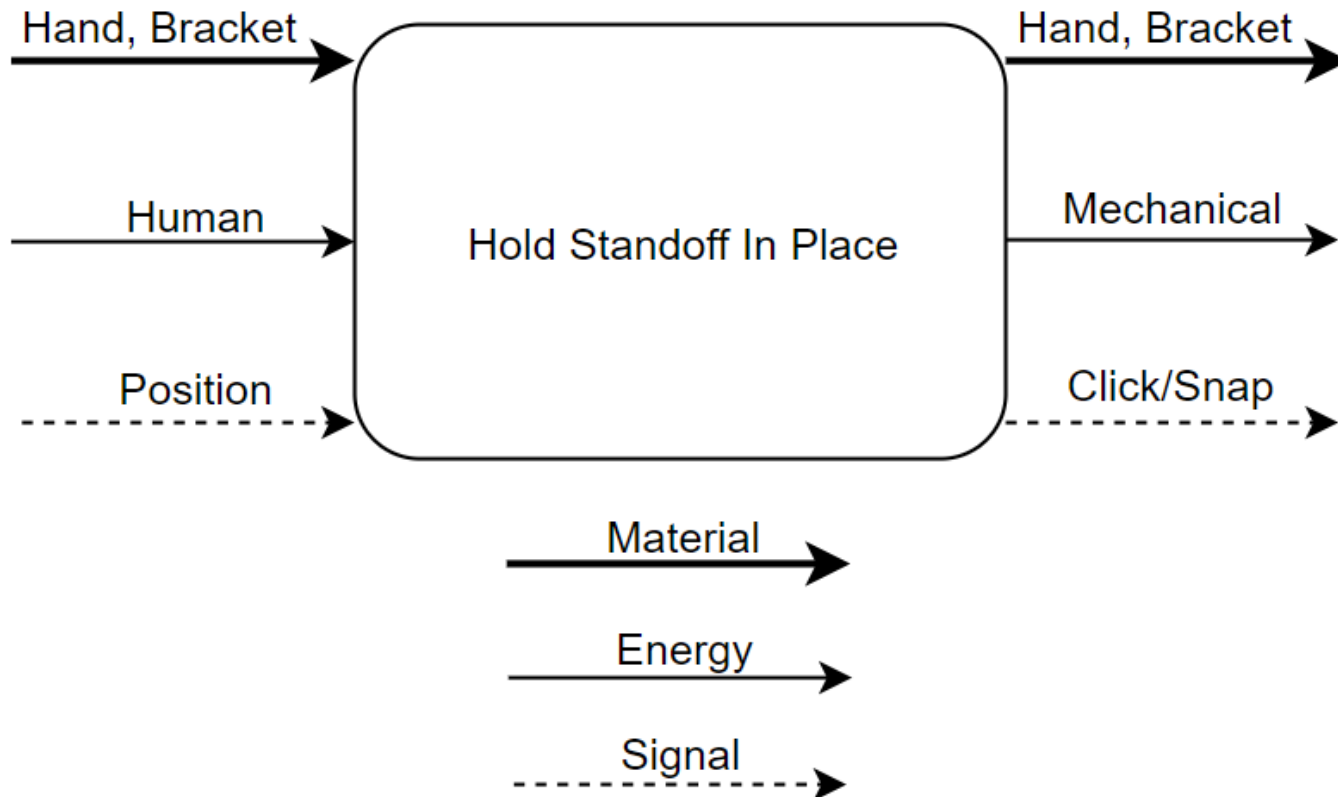 Hand, Bracket
Hand, Bracket
Human
Mechanical
Hold Standoff In Place
Position
Click/Snap
Material
Energy
Signal